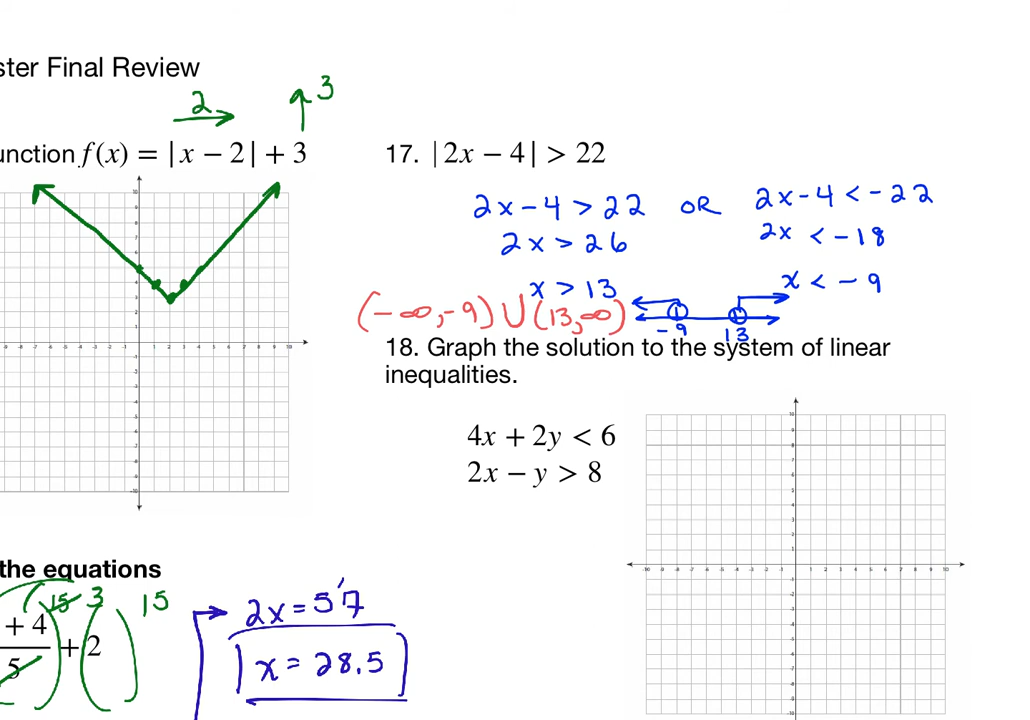 ster Final Review
2 ↑ 3
unction f(x) = |x − 2| + 3
17. |2x − 4| > 22
2x-4 > 22 OR 2x-4 < -22
2x > 26 2x < -18
x > 13 x < -9
(-∞,-9) ∪ (13,∞)
-9 13
18. Graph the solution to the system of linear
inequalities.
4x + 2y < 6
2x − y > 8
the equations
15 3 15
+ 4
5
+ 2
2x = 57
x = 28.5